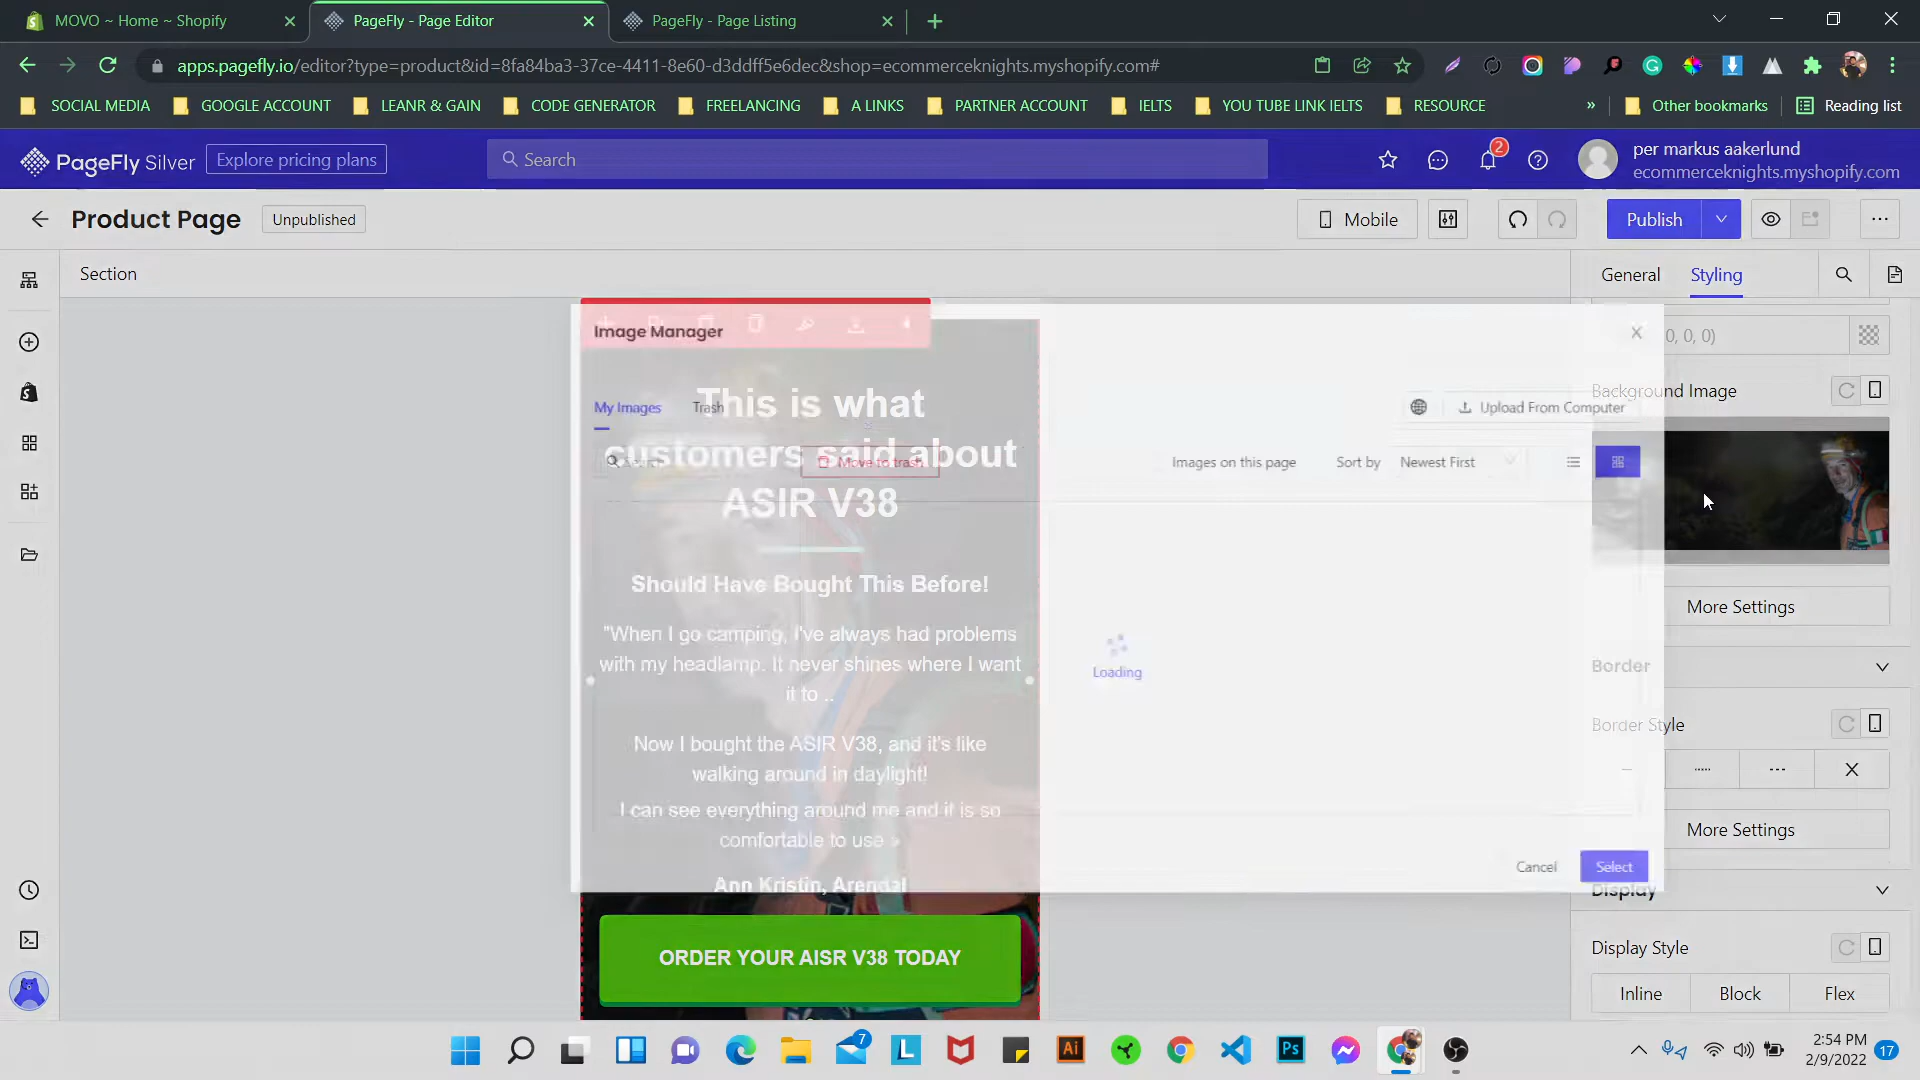 MOVO ~ Home ~ Shopify
PageFly - Page Editor
PageFly - Page Listing
apps.pagefly.io/editor?type=product&id=8fa84ba3-37ce-4411-8e60-d3ddff5e6dec&shop=ecommerceknights.myshopify.com#
SOCIAL MEDIA
GOOGLE ACCOUNT
LEANR & GAIN
CODE GENERATOR
FREELANCING
A LINKS
PARTNER ACCOUNT
IELTS
YOU TUBE LINK IELTS
RESOURCE
»
Other bookmarks
Reading list
PageFly Silver
Explore pricing plans
Search
2
per markus aakerlund
ecommerceknights.myshopify.com
Product Page
Unpublished
Mobile
Publish
Section
General
Styling
Image Manager
0, 0, 0)
My Images
Trash
Upload From Computer
Background Image
Move to trash
Images on this page
Sort by
Newest First
This is what
customers said about
ASIR V38
Should Have Bought This Before!
"When I go camping, I've always had problems
with my headlamp. It never shines where I want
it to ..
Now I bought the ASIR V38, and it's like
walking around in daylight!
I can see everything around me and it is so
comfortable to use »
Ann Kristin, Arendal
ORDER YOUR AISR V38 TODAY
Loading
Cancel
Select
More Settings
Border
Border Style
More Settings
Display
Display Style
Inline
Block
Flex
7
Ai
Ps
2:54 PM
2/9/2022
17